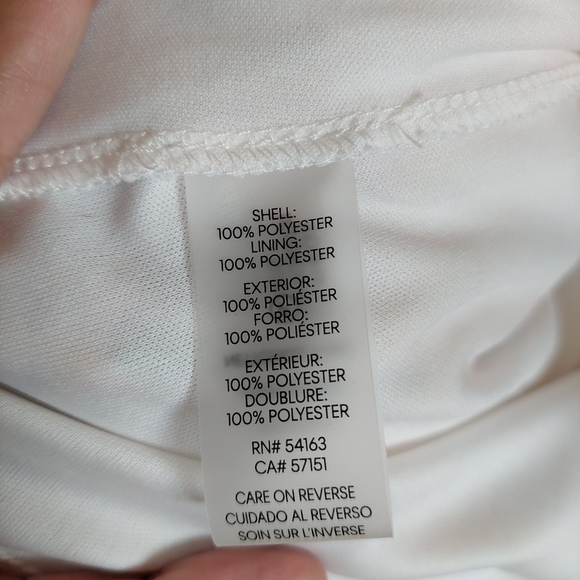 SHELL:
100% POLYESTER
LINING:
100% POLYESTER
EXTERIOR:
100% POLIÉSTER
FORRO:
100% POLIÉSTER
EXTÉRIEUR:
100% POLYESTER
DOUBLURE:
100% POLYESTER
RN# 54163
CA# 57151
CARE ON REVERSE
CUIDADO AL REVERSO
SOIN SUR L'INVERSE